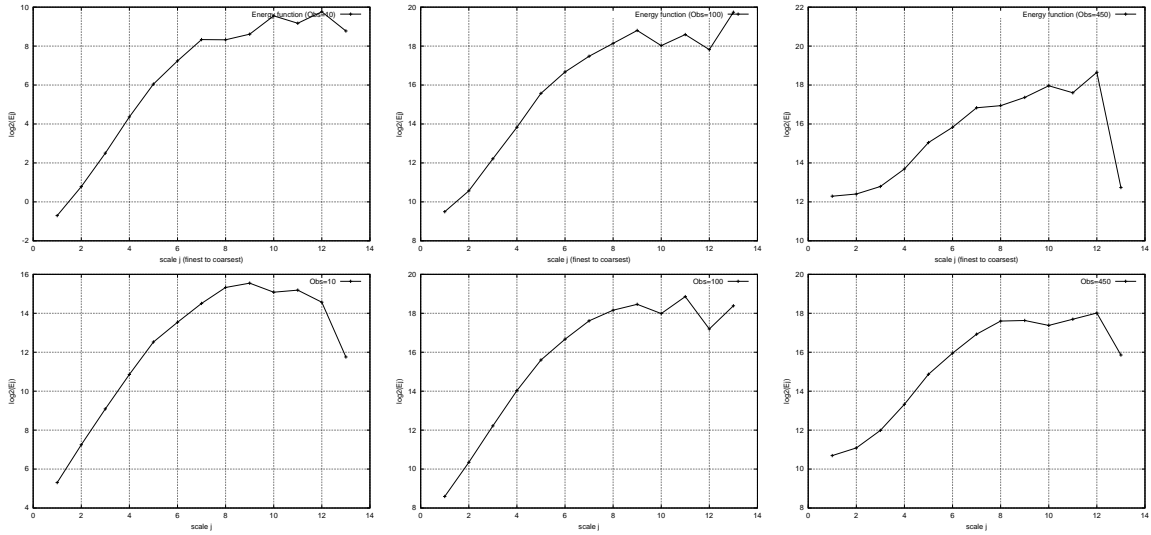 Energy function (Obs=10)
10
8
6
4
2
0
-2
log2(Ej)
0 2 4 6 8 10 12 14
scale j (finest to coarsest)
Energy function (Obs=100)
20
18
16
14
12
10
8
log2(Ej)
0 2 4 6 8 10 12 14
scale j (finest to coarsest)
Energy function (Obs=450)
22
20
18
16
14
12
10
log2(Ej)
0 2 4 6 8 10 12 14
scale j (finest to coarsest)
Obs=10
16
14
12
10
8
6
4
log2(Ej)
0 2 4 6 8 10 12 14
scale j
Obs=100
20
18
16
14
12
10
8
log2(Ej)
0 2 4 6 8 10 12 14
scale j
Obs=450
20
18
16
14
12
10
8
log2(Ej)
0 2 4 6 8 10 12 14
scale j